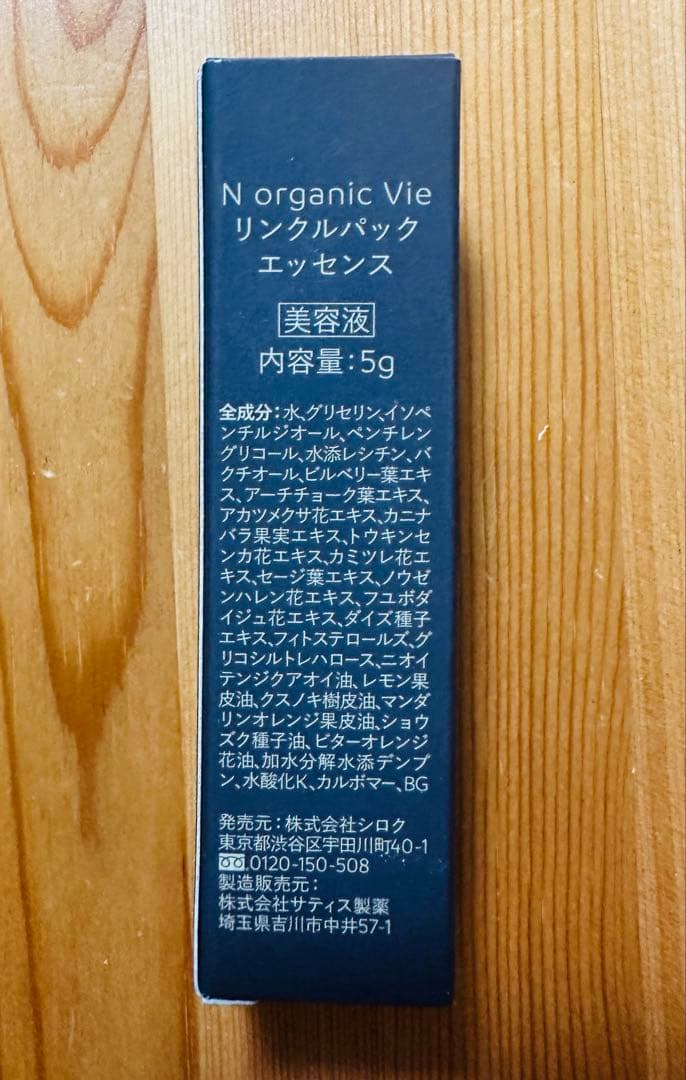 N organic Vie
リンクルパック
エッセンス
美容液
内容量:5g
全成分:水、グリセリン、イソペ
ンチルジオール、ペンチレン
グリコール、水添レシチン、バ
クチオール、ビルベリー葉エキ
ス、アーチチョーク葉エキス、
アカツメクサ花エキス、カニナ
バラ果実エキス、トウキンセ
ンカ花エキス、カミツレ花エ
キス、セージ葉エキス、ノウゼ
ンハレン花エキス、フユボダ
イジュ花エキス、ダイズ種子
エキス、フィトステロールズ、グ
リコシルトレハロース、ニオイ
テンジクアオイ油、レモン果
皮油、クスノキ樹皮油、マンダ
リンオレンジ果皮油、ショウ
ズク種子油、ビターオレンジ
花油、加水分解水添デンプ
ン、水酸化K、カルボマー、BG
発売元:株式会社シロク
東京都渋谷区宇田川町40-1
0120-150-508
製造販売元:
株式会社サティス製薬
埼玉県吉川市中井57-1